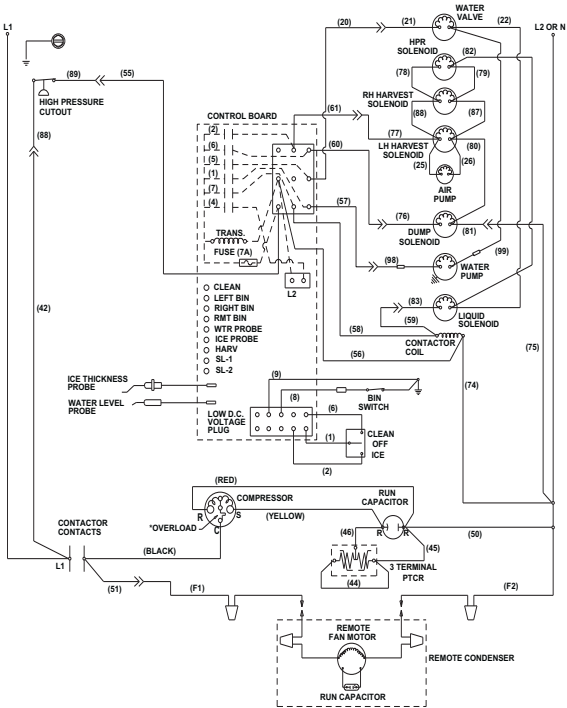 L1
(20)
(21)
WATER
VALVE
(22)
L2 OR N
HPR
SOLENOID
(82)
(89)
(55)
(78)
(79)
HIGH PRESSURE
CUTOUT
RH HARVEST
SOLENOID
CONTROL BOARD
(61)
(88)
(87)
(88)
(2)
(6)
(5)
(1)
(7)
(4)
(60)
(77)
LH HARVEST
SOLENOID
(80)
(25)
(26)
AIR
PUMP
(57)
(76)
DUMP
SOLENOID
(81)
TRANS.
FUSE (7A)
(98)
WATER
PUMP
(99)
L2
CLEAN
LEFT BIN
RIGHT BIN
RMT BIN
WTR PROBE
ICE PROBE
HARV
SL-1
SL-2
(42)
(83)
(59)
LIQUID
SOLENOID
(58)
CONTACTOR
COIL
(75)
(56)
(74)
ICE THICKNESS
PROBE
WATER LEVEL
PROBE
(9)
(8)
BIN
SWITCH
LOW D.C.
VOLTAGE
PLUG
(6)
CLEAN
(1)
OFF
ICE
(2)
(RED)
COMPRESSOR
RUN
CAPACITOR
R
S
(YELLOW)
*OVERLOAD
C
R
R
CONTACTOR
CONTACTS
(46)
(45)
(50)
(BLACK)
L1
3 TERMINAL
PTCR
(44)
(51)
(F1)
(F2)
REMOTE
FAN MOTOR
REMOTE CONDENSER
RUN CAPACITOR